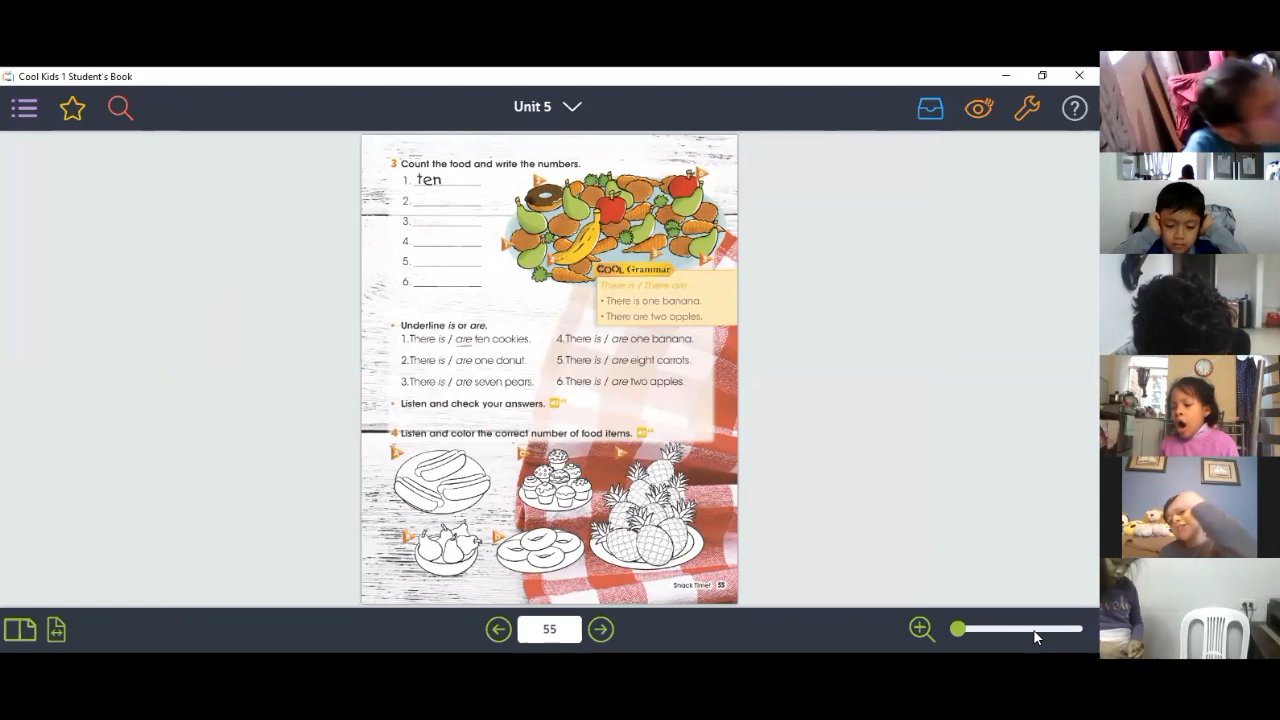 Cool Kids 1 Student's Book
Unit 5
3 Count the food and write the numbers.
1. ten
2.
3.
4.
5.
6.
COOL Grammar
There is / There are
• There is one banana.
• There are two apples.
• Underline is or are.
1.There is / are ten cookies.
2.There is / are one donut.
3.There is / are seven pears.
4.There is / are one banana.
5.There is / are eight carrots.
6.There is / are two apples.
• Listen and check your answers.
4 Listen and color the correct number of food items.
A
C
E
B
D
Snack Time! 55
55